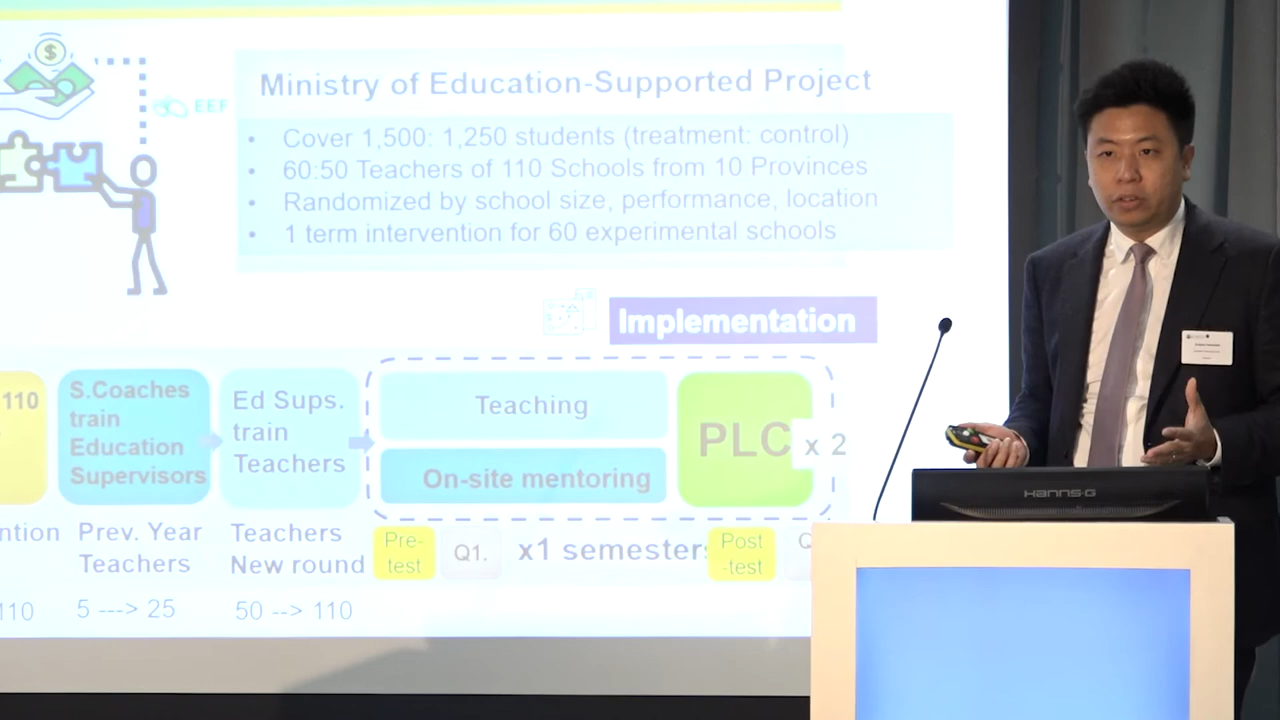 $
EEF
Ministry of Education-Supported Project
• Cover 1,500: 1,250 students (treatment: control)
• 60:50 Teachers of 110 Schools from 10 Provinces
• Randomized by school size, performance, location
• 1 term intervention for 60 experimental schools
Implementation
110
S.Coaches
train
Education
Supervisors
Ed Sups.
train
Teachers
Teaching
On-site mentoring
PLC
x 2
ntion
Prev. Year
Teachers
Teachers
New round
Pre-
test
Q1.
x1 semester
Post
-test
Q
110
5 ---> 25
50 --> 110
HANNS-G